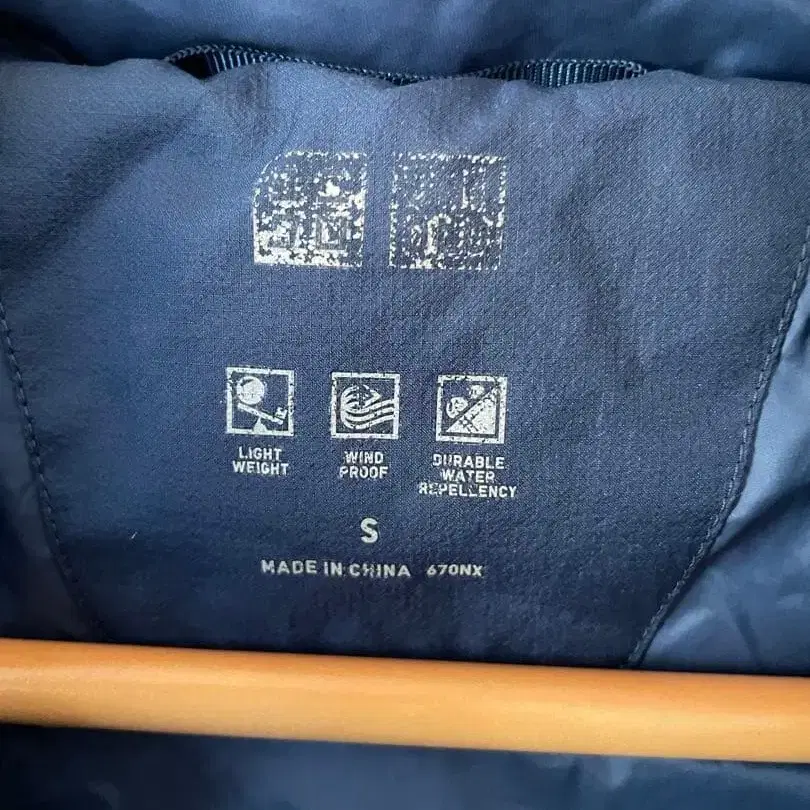 LIGHT
WEIGHT
WIND
PROOF
DURABLE
WATER
REPELLENCY
S
MADE IN CHINA 670NX